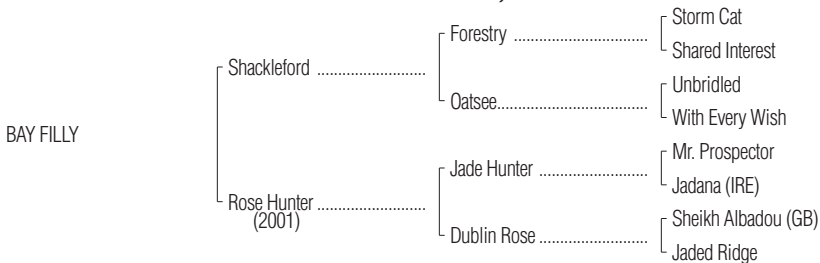 Storm Cat
Forestry ..........................
Shared Interest
Shackleford ..........................
Unbridled
Oatsee..........................
With Every Wish
BAY FILLY
Mr. Prospector
Jade Hunter ..........................
Jadana (IRE)
Rose Hunter ..........................
(2001)
Sheikh Albadou (GB)
Dublin Rose ..........................
Jaded Ridge